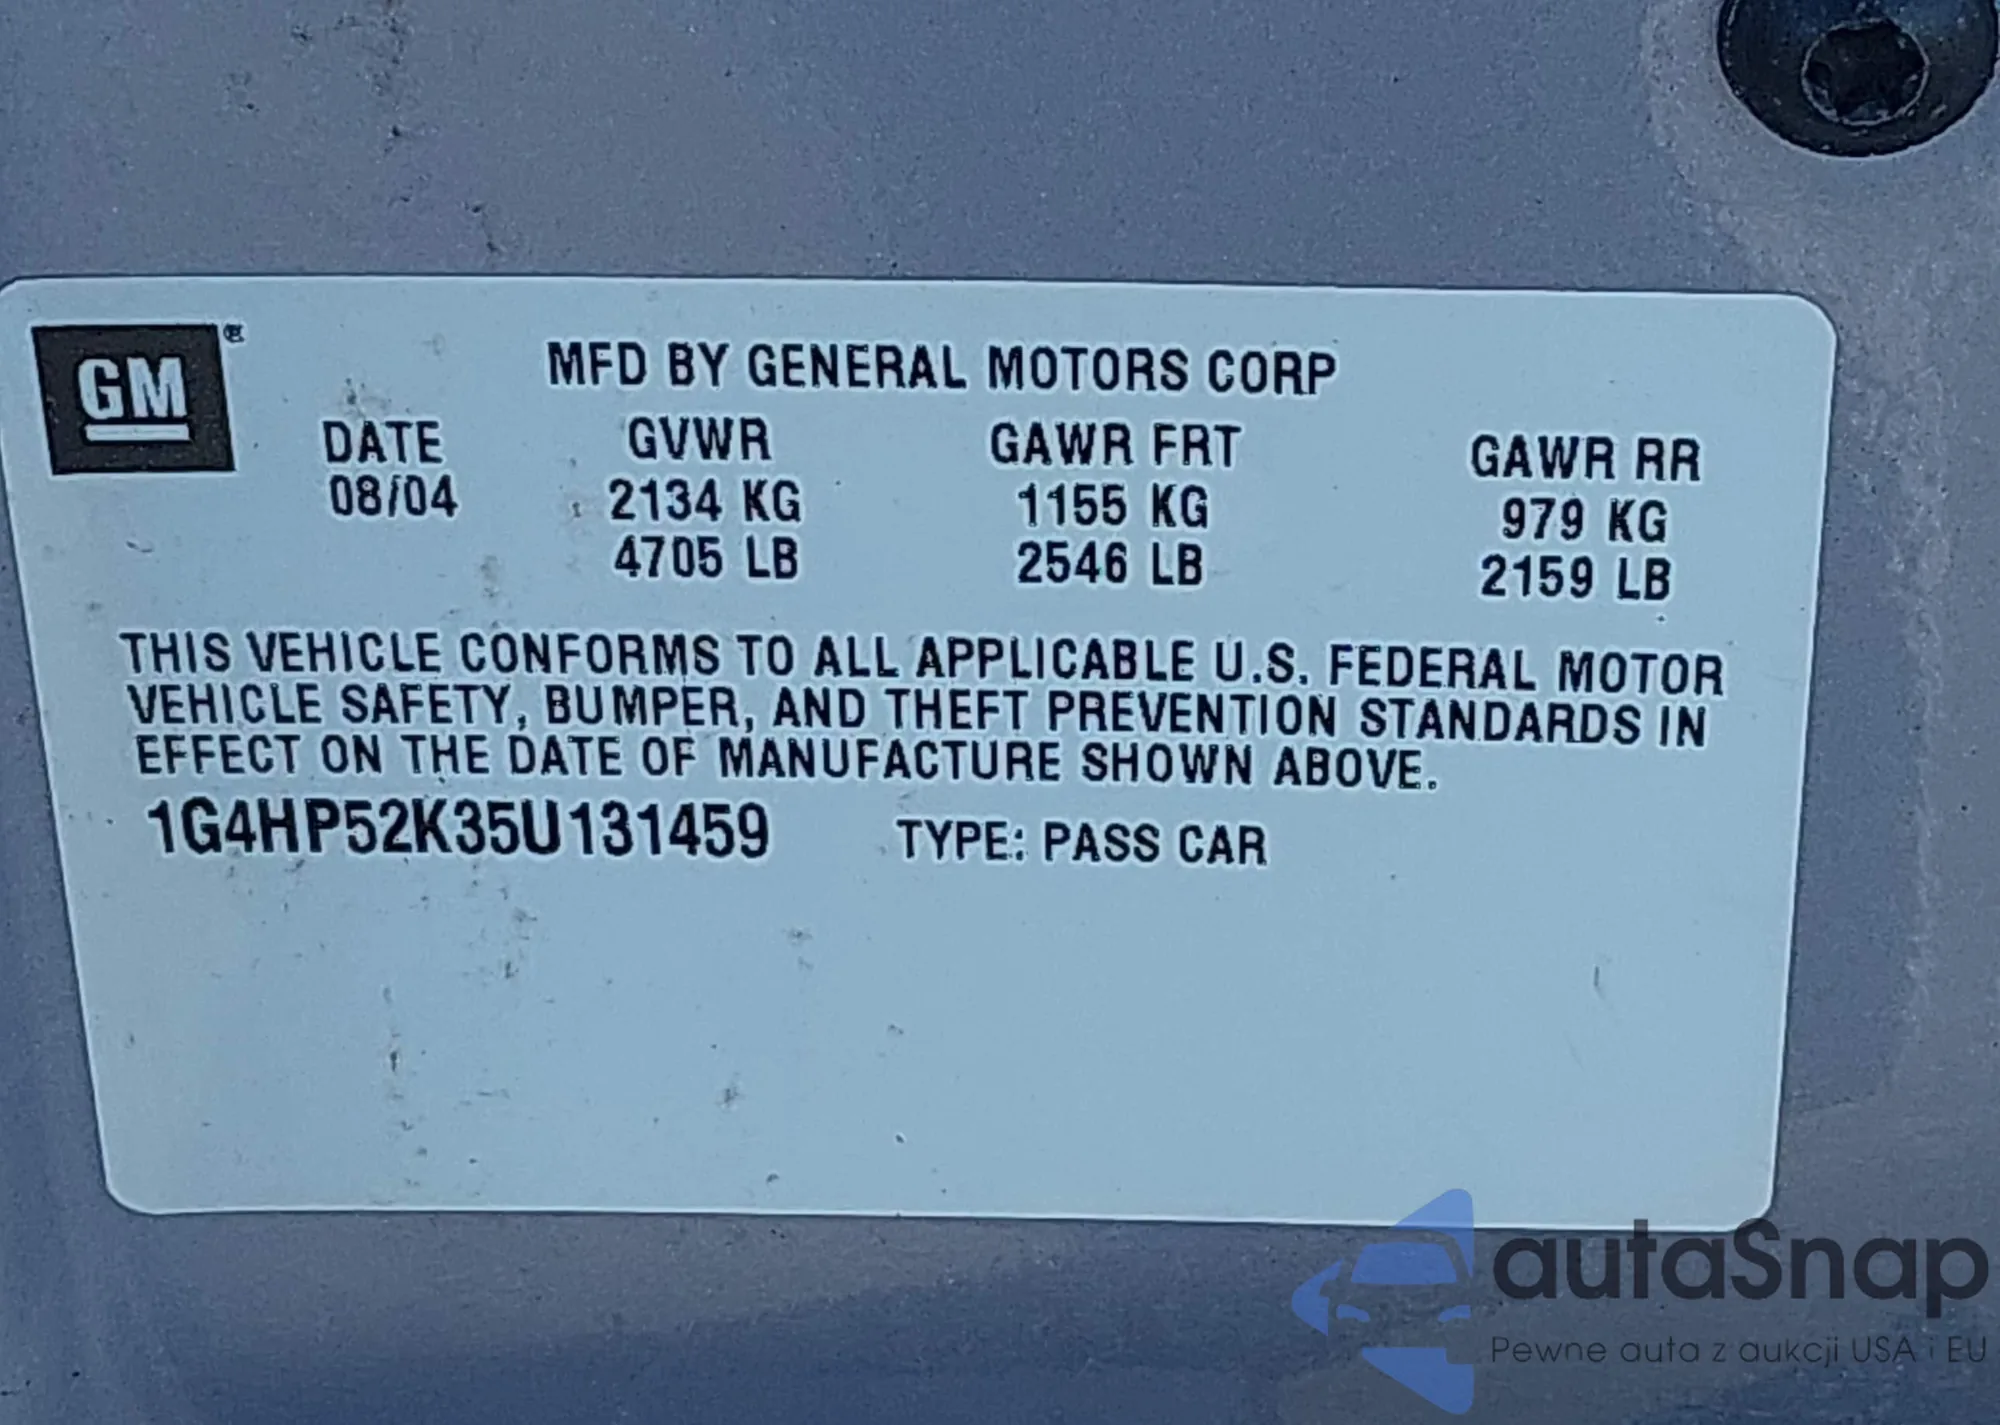 GM®
MFD BY GENERAL MOTORS CORP
DATE GVWR GAWR FRT GAWR RR
08/04 2134 KG 1155 KG 979 KG
4705 LB 2546 LB 2159 LB
THIS VEHICLE CONFORMS TO ALL APPLICABLE U.S. FEDERAL MOTOR
VEHICLE SAFETY, BUMPER, AND THEFT PREVENTION STANDARDS IN
EFFECT ON THE DATE OF MANUFACTURE SHOWN ABOVE.
1G4HP52K35U131459 TYPE: PASS CAR
autaSnap
Pewne auta z aukcji USA i EU